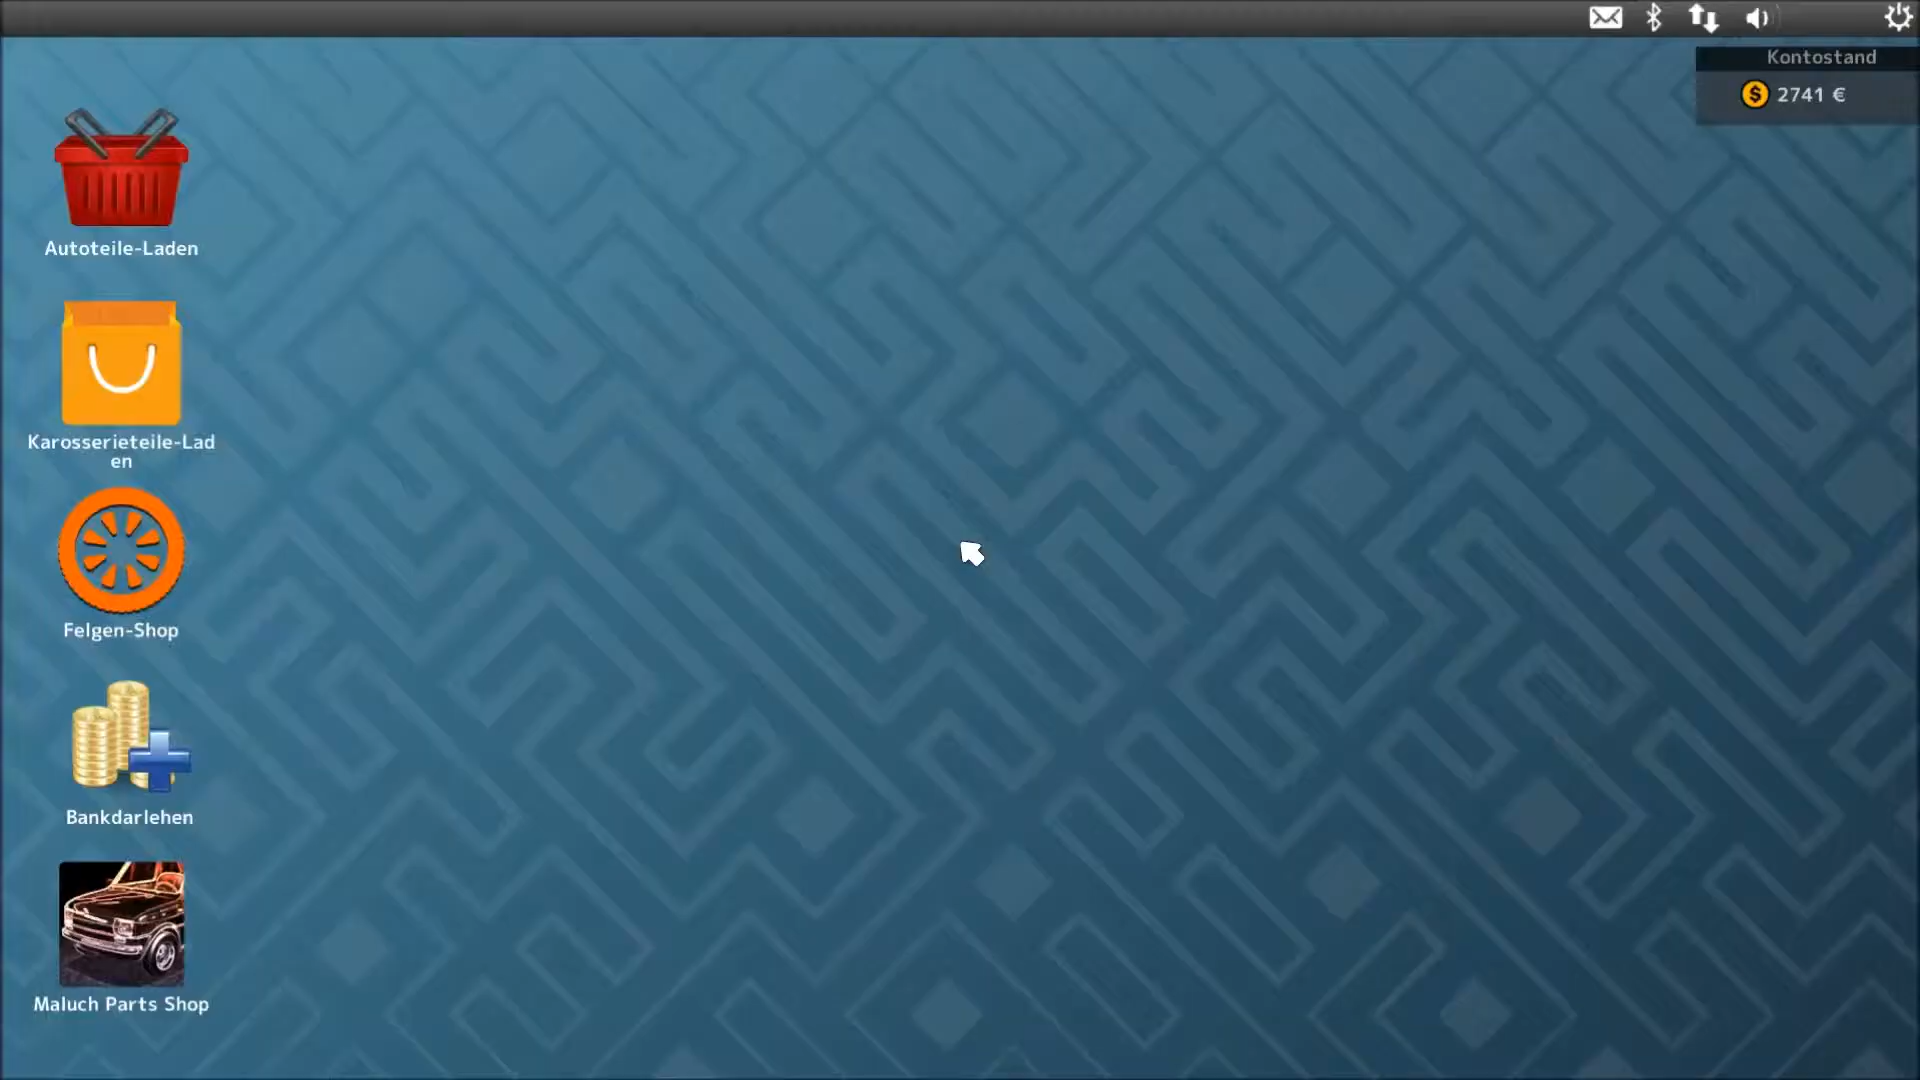 Kontostand
2741 €
Autoteile-Laden
Karosserieteile-Lad
en
Felgen-Shop
Bankdarlehen
Maluch Parts Shop